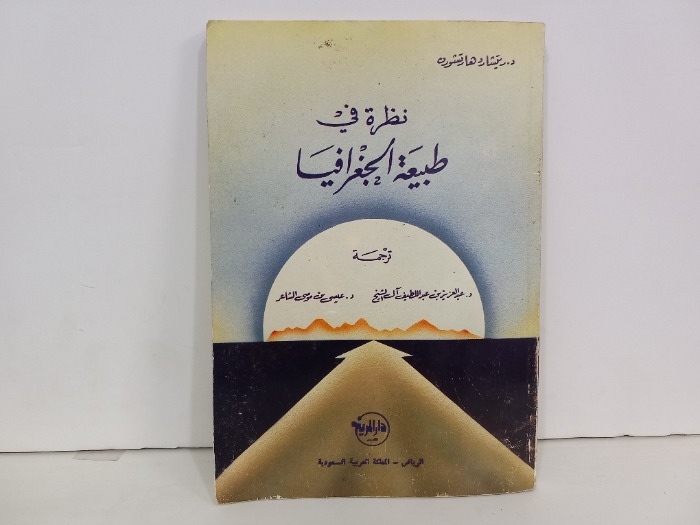 د. ريتشارد هارتشورن
نظرة في
طبيعة الجغرافيا
ترجمة
د. عبد العزيز بن عبد اللطيف آل الشيخ د. عيسى بن موسى الشاعر
دار المريخ
الرياض - المملكة العربية السعودية